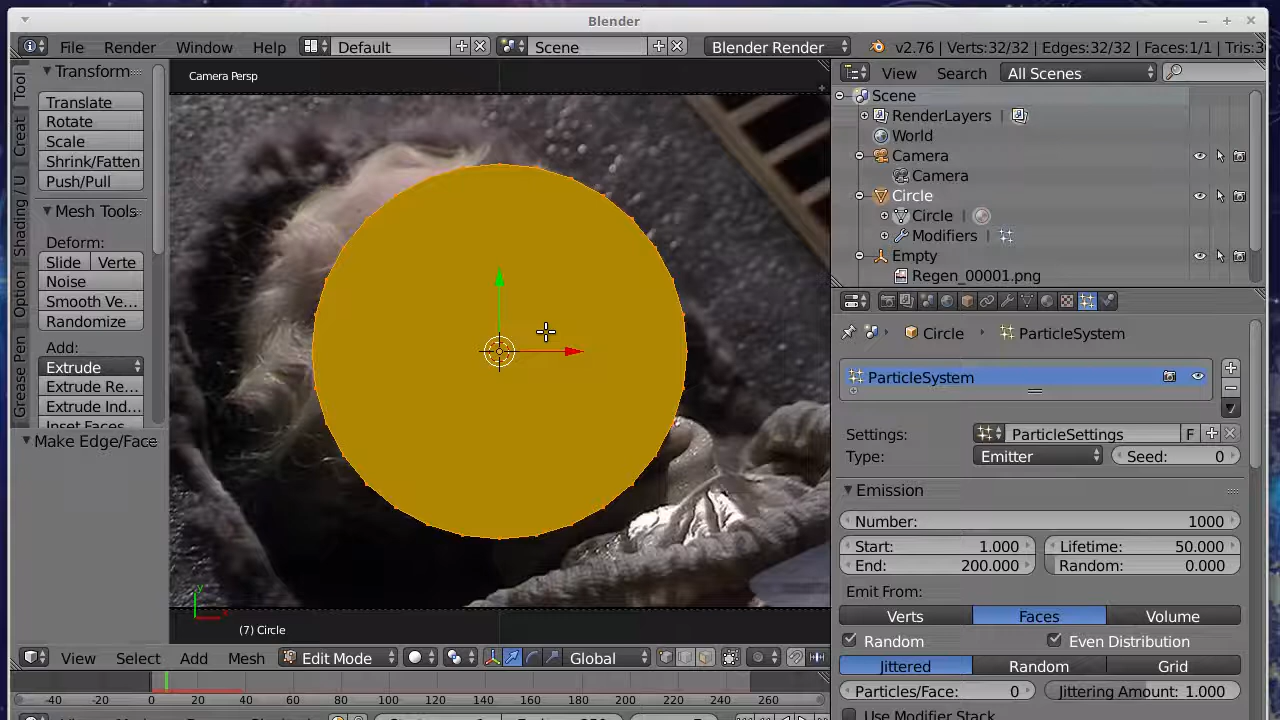 Blender
File Render Window Help Default Scene Blender Render v2.76 | Verts:32/32 | Edges:32/32 | Faces:1/1 | Tris:3
Tool
Creat
Shading / U
Option
Grease Pen
Transform
Translate
Rotate
Scale
Shrink/Fatten
Push/Pull
Mesh Tools
Deform:
Slide Verte
Noise
Smooth Ve...
Randomize
Add:
Extrude
Extrude Re...
Extrude Ind...
Inset Faces
Make Edge/Face
Camera Persp
y
x
(7) Circle
View Select Add Mesh Edit Mode Global
-40 -20 0 20 40 60 80 100 120 140 160 180 200 220 240 260
View Search All Scenes
Scene
RenderLayers |
World
Camera
Camera
Circle
Circle |
Modifiers |
Empty
Regen_00001.png
Circle ParticleSystem
ParticleSystem
Settings: ParticleSettings F
Type: Emitter Seed: 0
Emission
Number: 1000
Start: 1.000 Lifetime: 50.000
End: 200.000 Random: 0.000
Emit From:
Verts Faces Volume
Random Even Distribution
Jittered Random Grid
Particles/Face: 0 Jittering Amount: 1.000
Use Modifier Stack